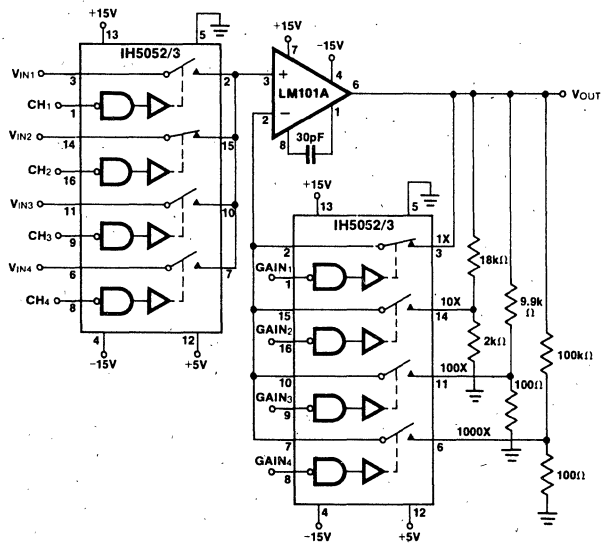 +15V
13
5
IH5052/3
VIN1
3
2
CH1
1
VIN2
14
15
CH2
16
VIN3
11
10
CH3
9
VIN4
6
7
CH4
8
4
12
−15V
+5V
+15V
7
−15V
4
3
+
LM101A
6
VOUT
−
2
1
8
30pF
+15V
13
5
IH5052/3
2
1X
3
GAIN1
1
18kΩ
9.9k
Ω
15
10X
14
GAIN2
16
2kΩ
100kΩ
10
100X
11
GAIN3
9
100Ω
7
1000X
6
GAIN4
8
100Ω
4
12
−15V
+5V